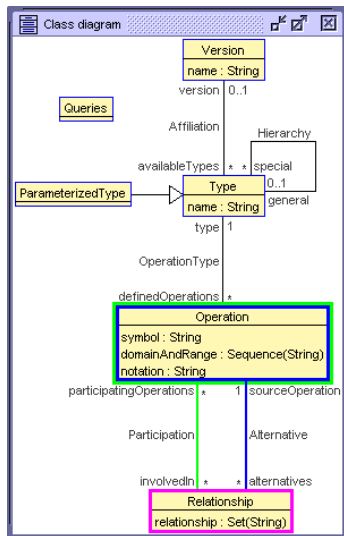 Class diagram
Version
name : String
version 0..1
Queries
Affiliation
Hierarchy
availableTypes * * special
ParameterizedType
Type
0..1
name : String
general
type 1
OperationType
definedOperations *
Operation
symbol : String
domainAndRange : Sequence(String)
notation : String
participatingOperations * 1 sourceOperation
Participation Alternative
involvedIn * * alternatives
Relationship
relationship : Set(String)